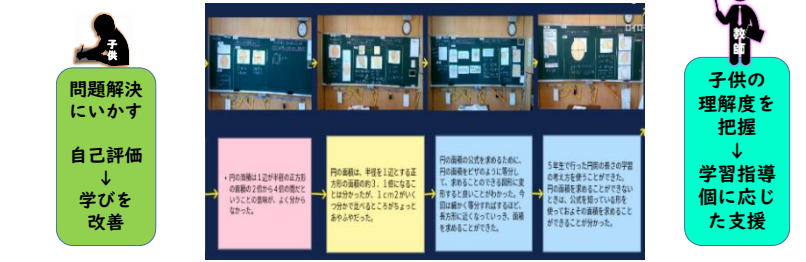 子供
問題解決
にいかす
自己評価
↓
学びを
改善
・円の面積は1辺が半径の正方形
の面積の2倍から4倍の間だと
いうことの意味が、よく分から
なかった。
円の面積は、半径を1辺とする正
方形の面積の約3.1倍になるこ
とは分かったが、1cm2がいく
つ分かで並べるところがちょっと
あやふやだった。
円の面積の公式を求めるために、
円の面積をピザのように等分し
て、求めることのできる図形に変
形すると良いことがわかった。今
回は細かく等分すればするほど、
長方形に近くなっていっき、面積
を求めることができた。
5年生で行った円周の長さの学習
の考え方を使うことができた。
円の面積を求めることができない
ときは、公式を知っている形を
使っておよその面積を求めること
ができることが分かった。
教師
子供の
理解度を
把握
↓
学習指導
個に応じ
た支援